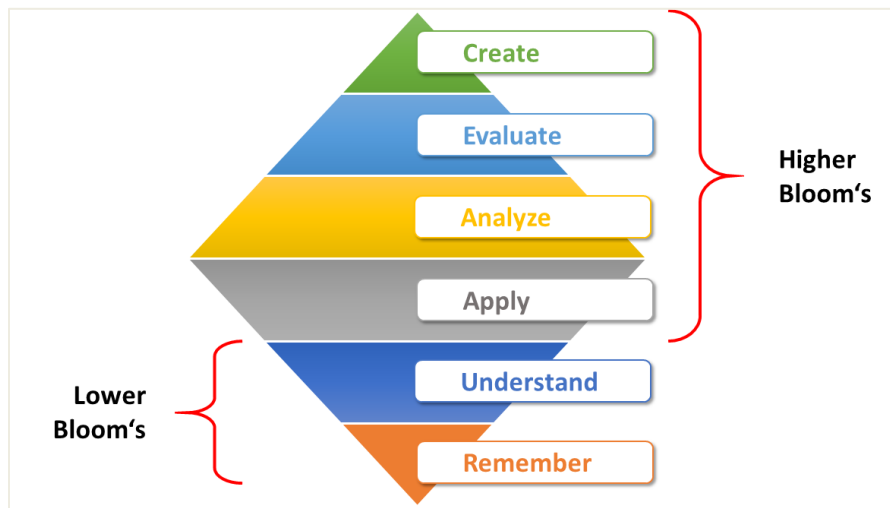 Create
Evaluate
Analyze
Apply
Understand
Remember
Higher
Bloom‘s
Lower
Bloom‘s